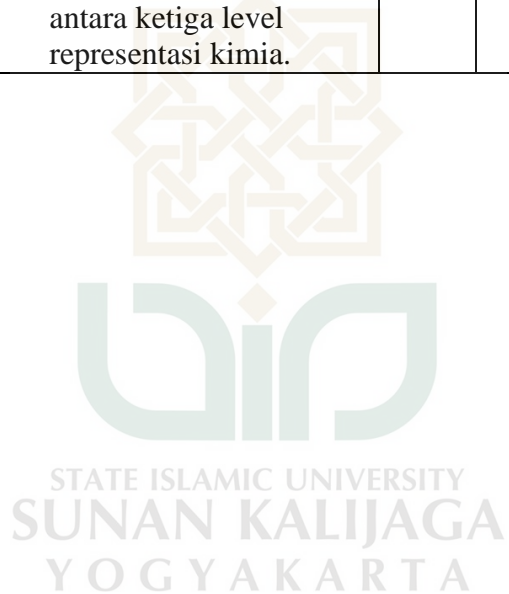 antara ketiga level
representasi kimia.
STATE ISLAMIC UNIVERSITY
SUNAN KALIJAGA
YOGYAKARTA